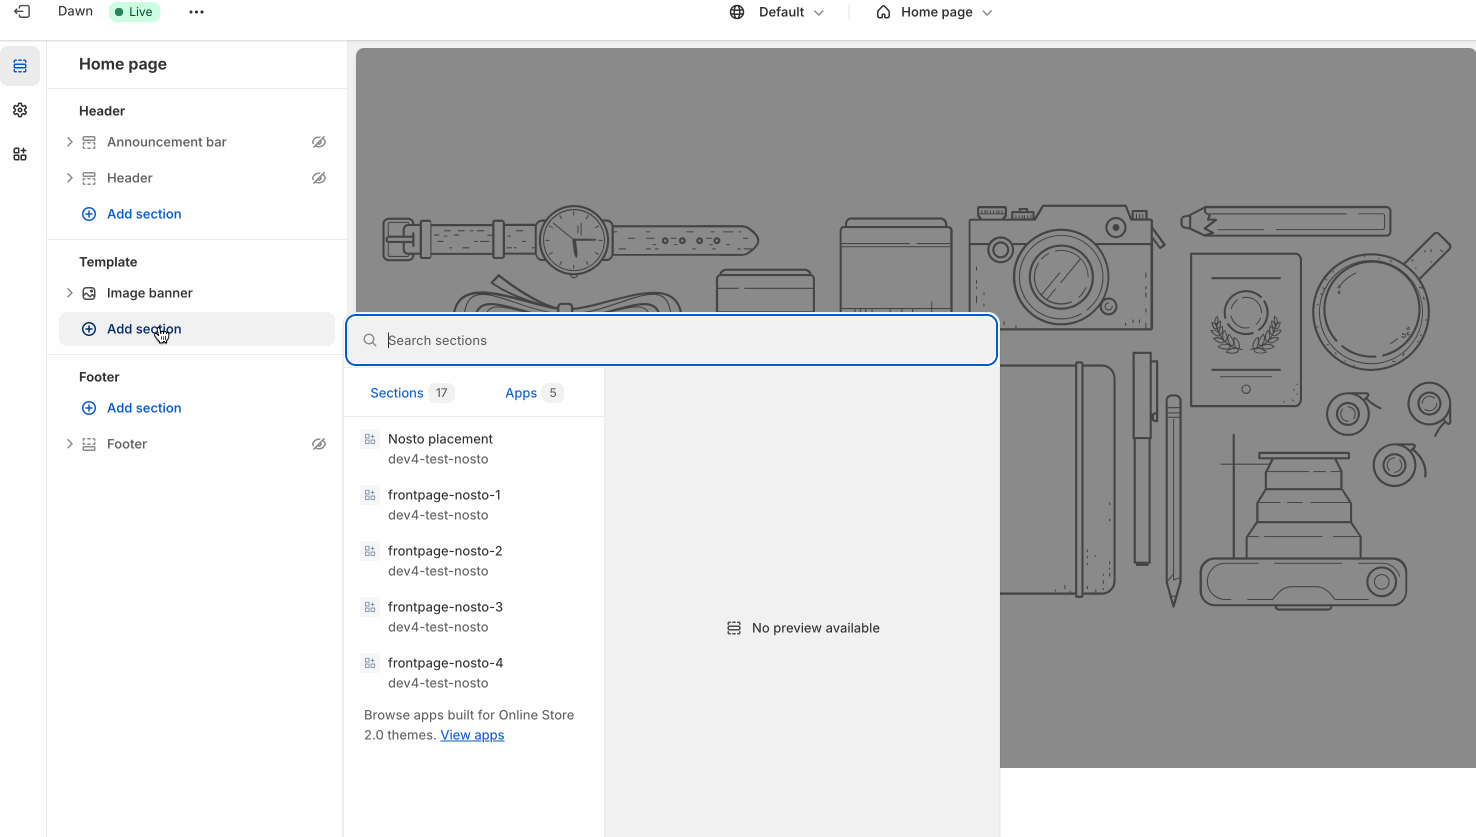 Dawn
Live
Default
Home page
Home page
Header
Announcement bar
Header
Add section
Template
Image banner
Add section
Footer
Add section
Footer
Search sections
Sections 17
Apps 5
Nosto placement
dev4-test-nosto
frontpage-nosto-1
dev4-test-nosto
frontpage-nosto-2
dev4-test-nosto
frontpage-nosto-3
dev4-test-nosto
frontpage-nosto-4
dev4-test-nosto
Browse apps built for Online Store
2.0 themes. View apps
No preview available